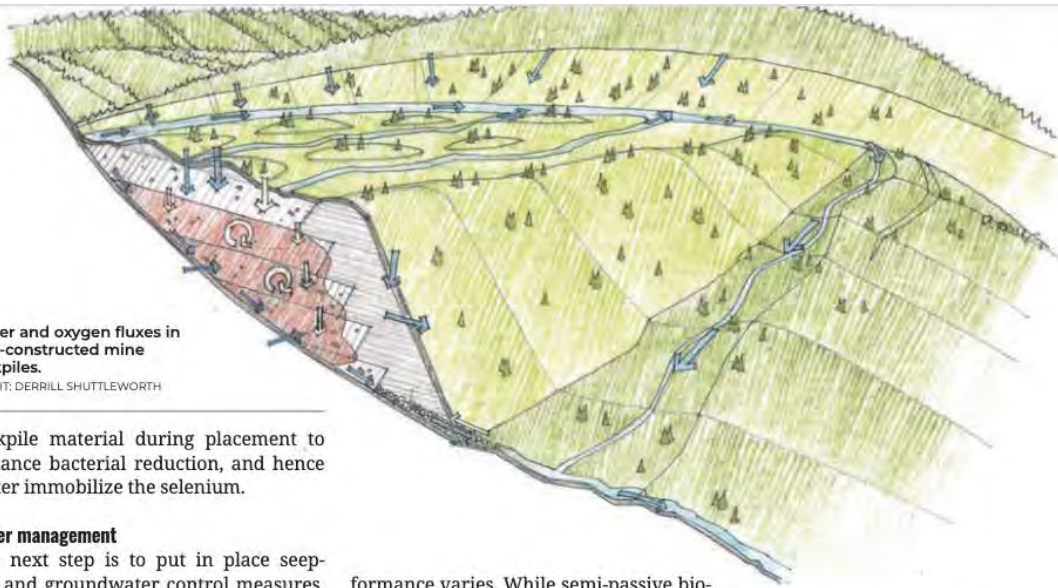 er and oxygen fluxes in
-constructed mine
kpiles.
IT: DERRILL SHUTTLEWORTH
kpile material during placement to
ance bacterial reduction, and hence
ter immobilize the selenium.
er management
next step is to put in place seep-
and groundwater control measures.
formance varies. While semi-passive bio-